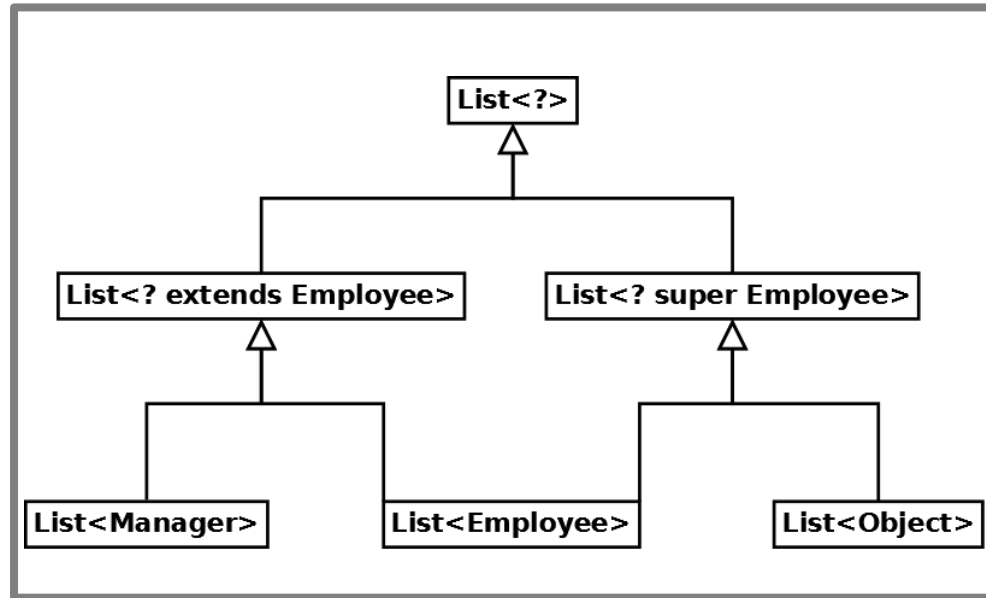 List<?>
List<? extends Employee>
List<? super Employee>
List<Manager>
List<Employee>
List<Object>